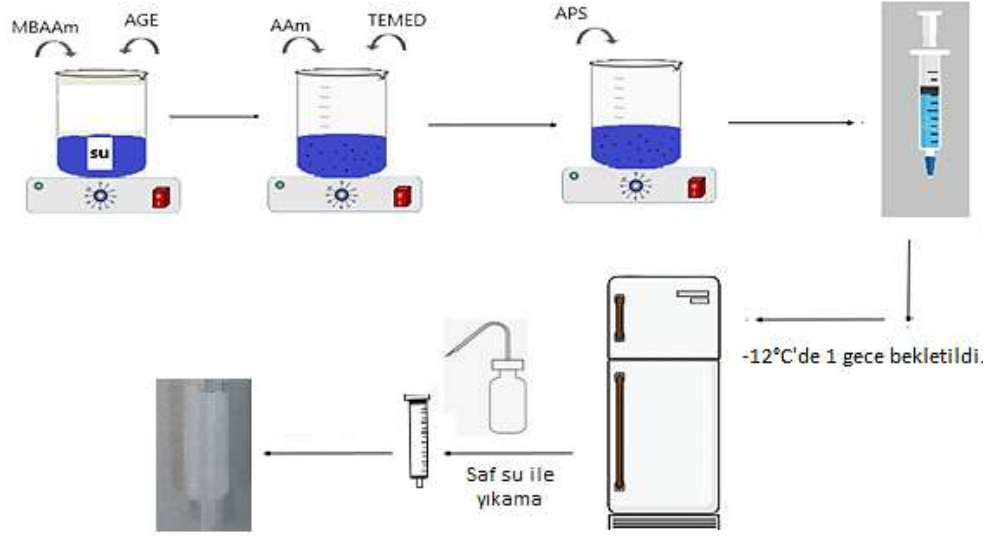 MBAAm
AGE
AAm
TEMED
APS
su
-12°C'de 1 gece bekletildi.
Saf su ile
yıkama